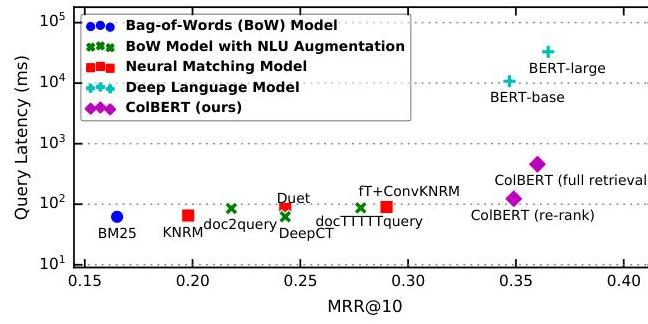 Query Latency (ms)
10^5
10^4
10^3
10^2
10^1
Bag-of-Words (BoW) Model
BoW Model with NLU Augmentation
Neural Matching Model
Deep Language Model
ColBERT (ours)
BERT-large
BERT-base
ColBERT (full retrieval
ColBERT (re-rank)
fT+ConvKNRM
Duet
docTTTTTquery
doc2query
DeepCT
KNRM
BM25
0.15 0.20 0.25 0.30 0.35 0.40
MRR@10